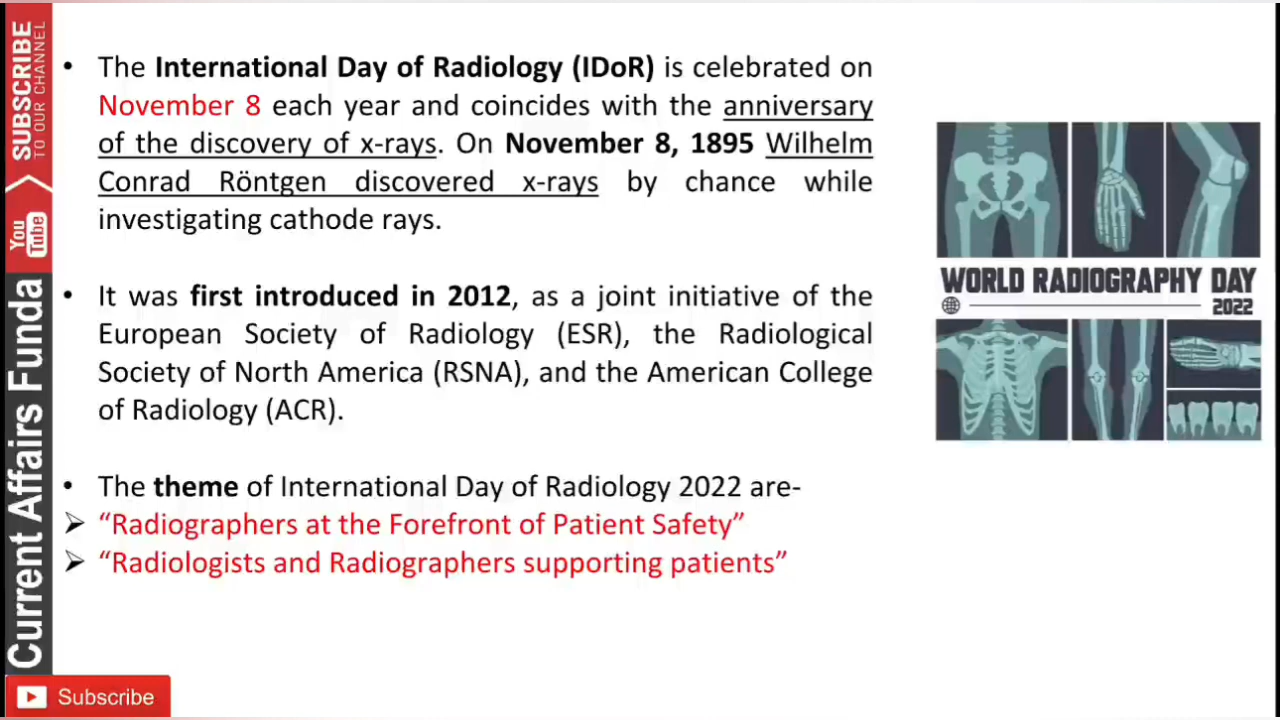 SUBSCRIBE
TO OUR CHANNEL
You
Tube
Current Affairs Funda
• The International Day of Radiology (IDoR) is celebrated on
November 8 each year and coincides with the anniversary
of the discovery of x-rays. On November 8, 1895 Wilhelm
Conrad Röntgen discovered x-rays by chance while
investigating cathode rays.
• It was first introduced in 2012, as a joint initiative of the
European Society of Radiology (ESR), the Radiological
Society of North America (RSNA), and the American College
of Radiology (ACR).
• The theme of International Day of Radiology 2022 are-
➢ “Radiographers at the Forefront of Patient Safety”
➢ “Radiologists and Radiographers supporting patients”
WORLD RADIOGRAPHY DAY
2022
Subscribe